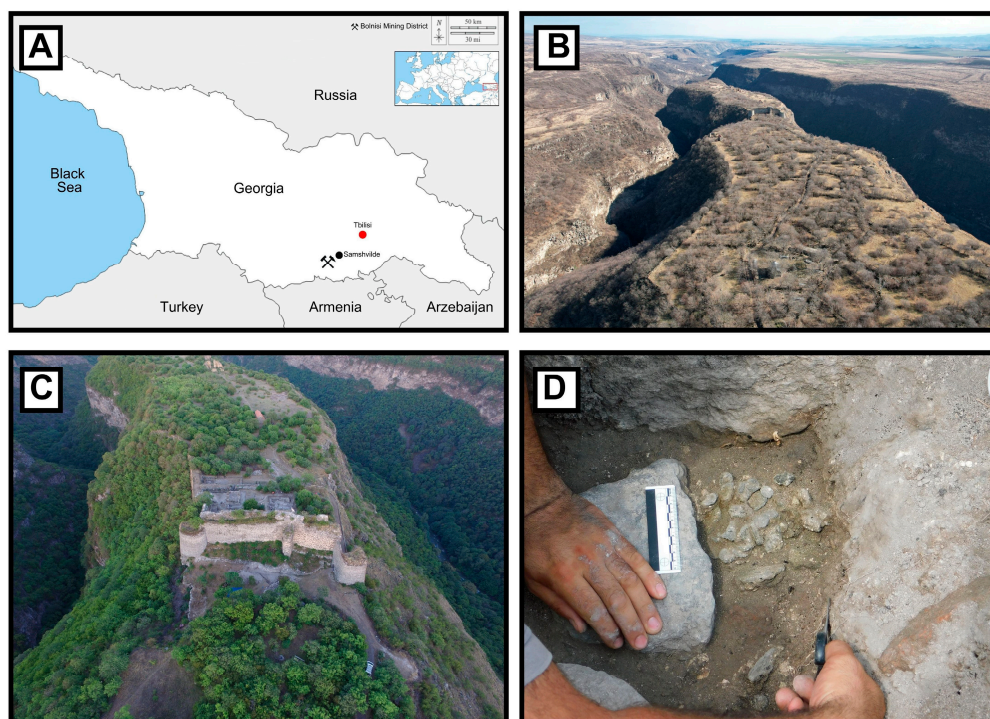 A
Bolnisi Mining District
N
50 km
30 mi
Russia
Black
Sea
Georgia
Tbilisi
Samshvilde
Turkey
Armenia
Arzebaijan
B
C
D